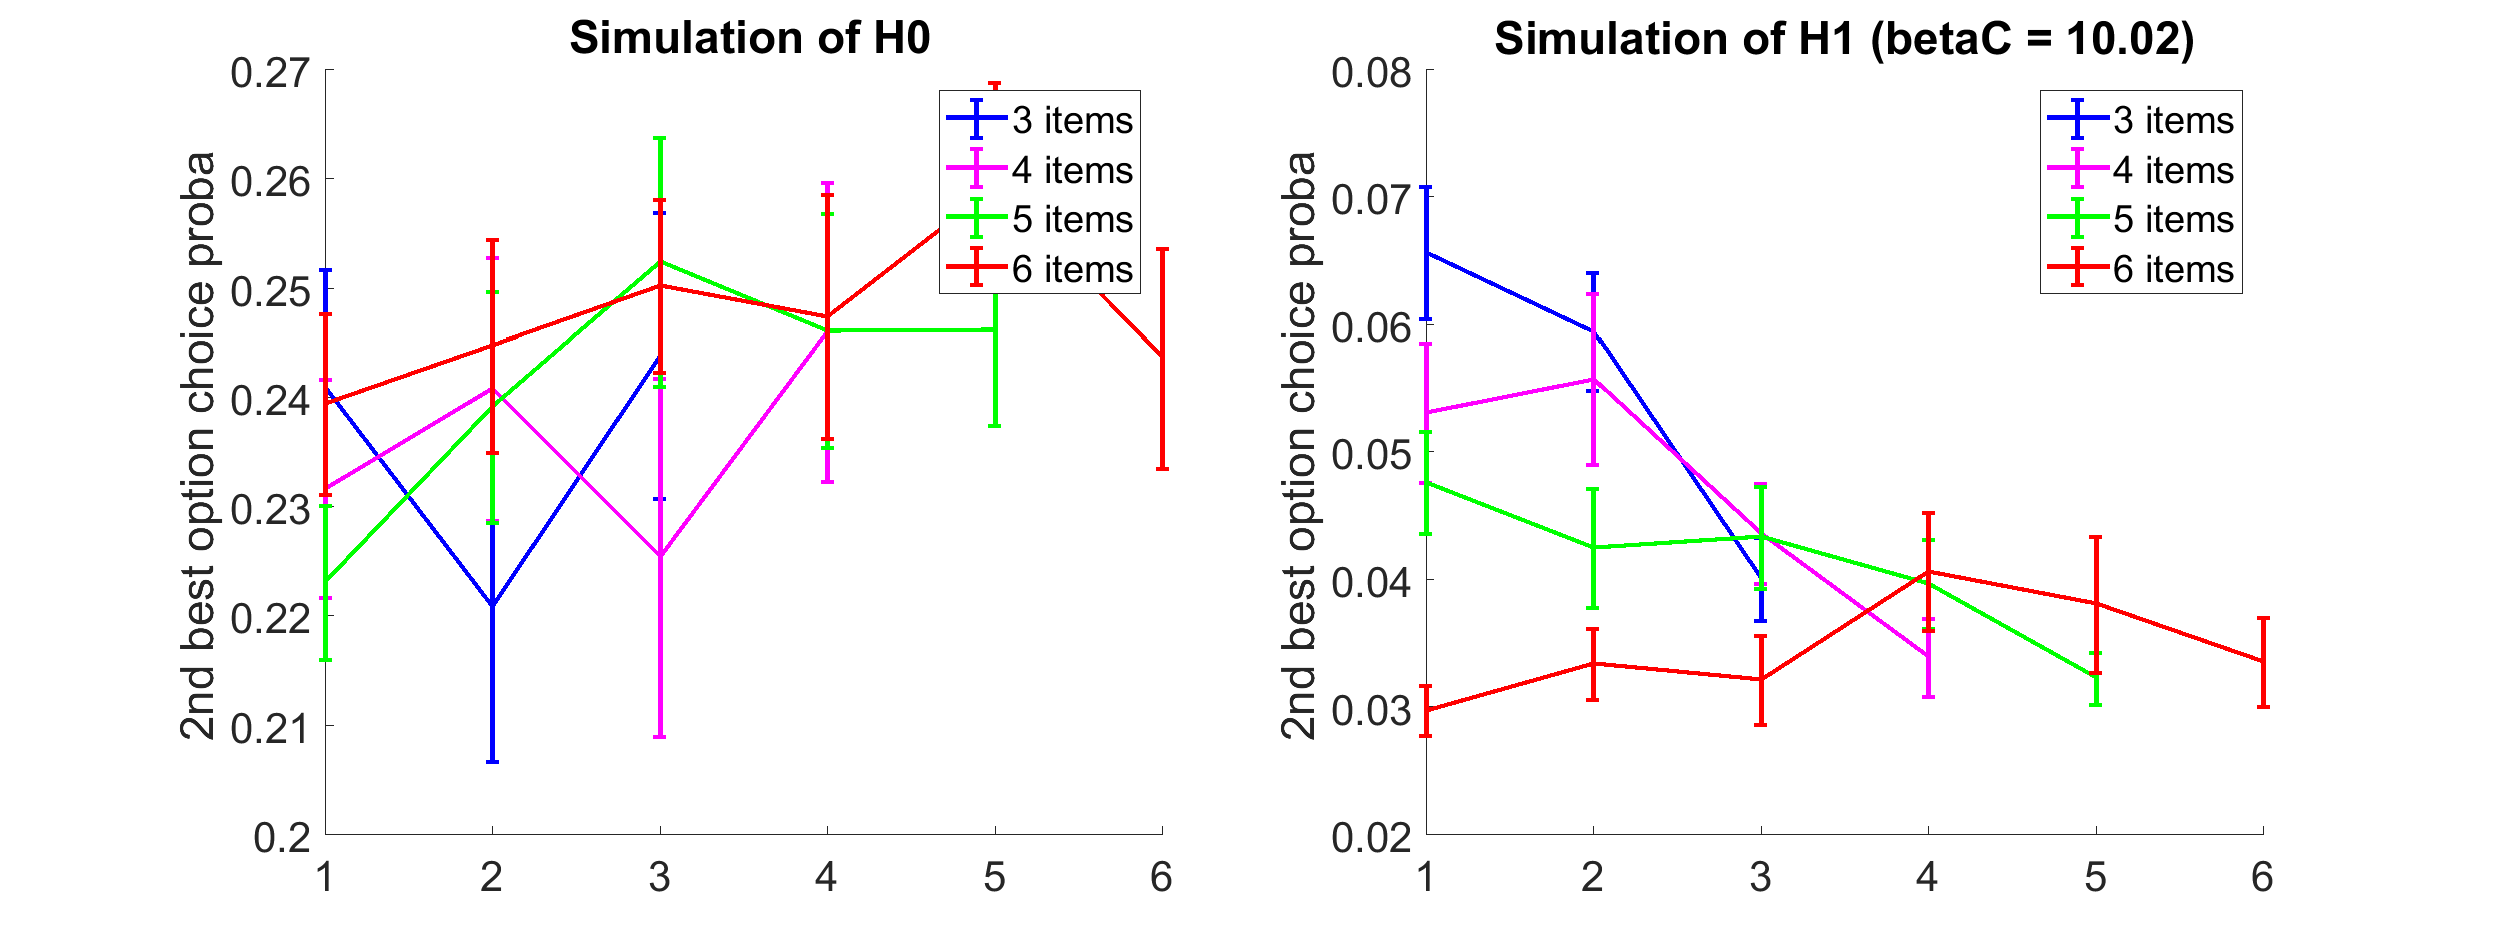 Simulation of H0
2nd best option choice proba
0.27
0.26
0.25
0.24
0.23
0.22
0.21
0.2
1 2 3 4 5 6
3 items
4 items
5 items
6 items
Simulation of H1 (betaC = 10.02)
2nd best option choice proba
0.08
0.07
0.06
0.05
0.04
0.03
0.02
1 2 3 4 5 6
3 items
4 items
5 items
6 items